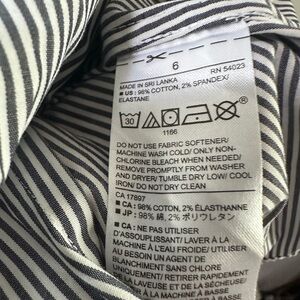 6
RN 54023
MADE IN SRI LANKA
■ US : 98% COTTON, 2% SPANDEX/
ELASTANE
30
1166
DO NOT USE FABRIC SOFTENER/
MACHINE WASH COLD/ ONLY NON-
CHLORINE BLEACH WHEN NEEDED/
REMOVE PROMPTLY FROM WASHER
AND DRYER/ TUMBLE DRY LOW/ COOL
IRON/ DO NOT DRY CLEAN
CA 17897
■ CA : 98% COTON, 2% ÉLASTHANNE
■ JP : 98% 綿, 2% ポリウレタン
■ CA : NE PAS UTILISER
D'ASSOUPLISSANT/ LAVER À LA
MACHINE À L'EAU FROIDE/ UTILISER
AU BESOIN UN AGENT DE
BLANCHIMENT SANS CHLORE
UNIQUEMENT/ RETIRER RAPIDEMENT
LA LAVEUSE ET DE LA SÉCHEUSE/
À LA MACHINE À BASSE